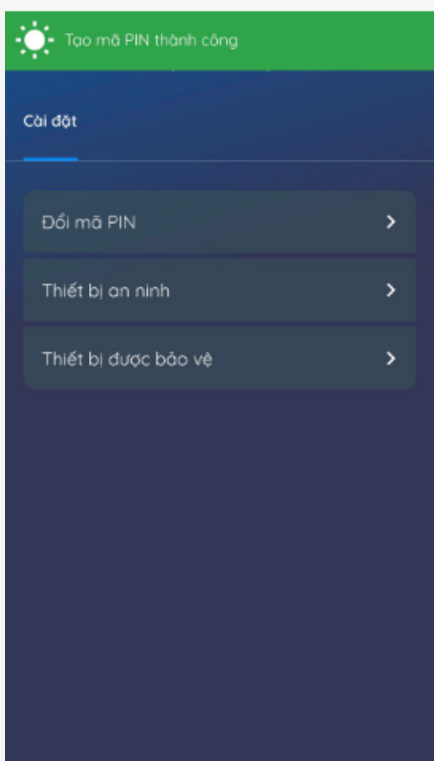 Tạo mã PIN thành công
Cài đặt
Đổi mã PIN
Thiết bị an ninh
Thiết bị được bảo vệ